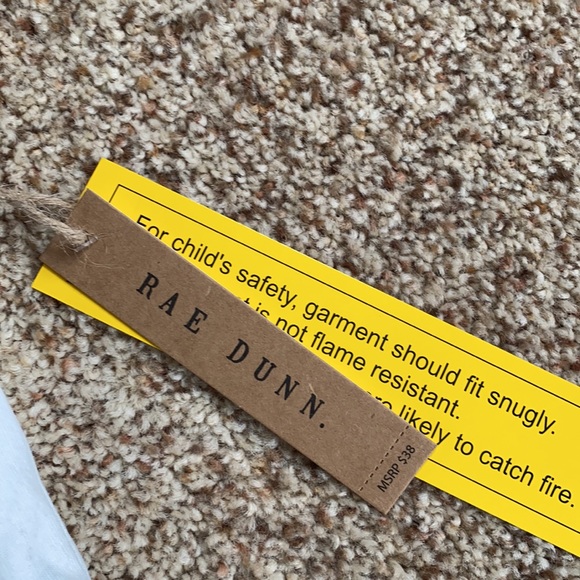 For child's safety, garment should fit snugly.
is not flame resistant.
likely to catch fire.
RAE DUNN.
MSRP $38